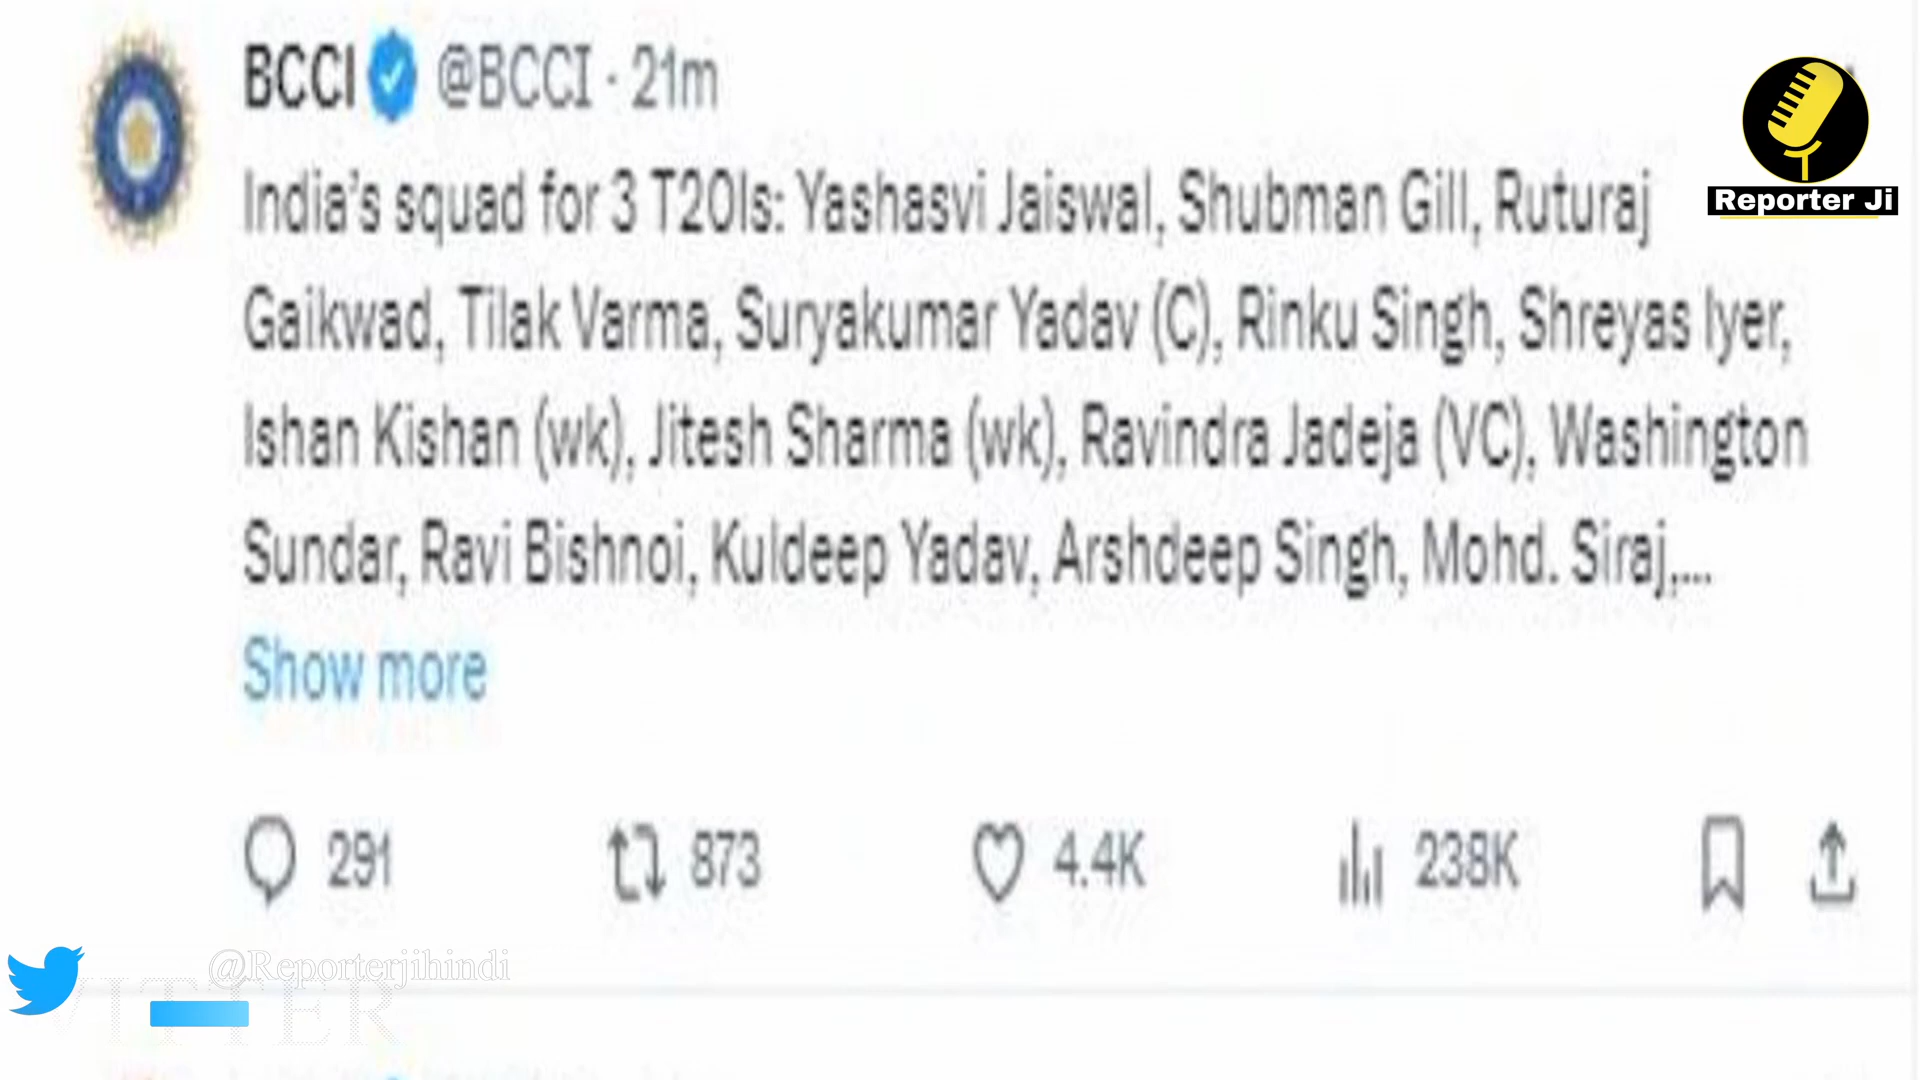 BCCI @BCCI · 21m
India's squad for 3 T20Is: Yashasvi Jaiswal, Shubman Gill, Ruturaj
Gaikwad, Tilak Varma, Suryakumar Yadav (C), Rinku Singh, Shreyas Iyer,
Ishan Kishan (wk), Jitesh Sharma (wk), Ravindra Jadeja (VC), Washington
Sundar, Ravi Bishnoi, Kuldeep Yadav, Arshdeep Singh, Mohd. Siraj,...
Show more
291 873 4.4K 238K
Reporter Ji
@Reporterjihindi